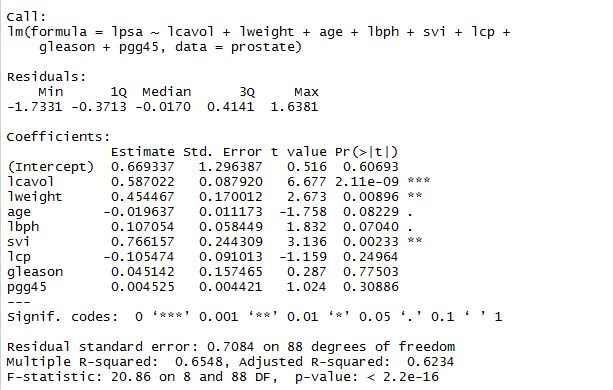 Call:
lm(formula = lpsa ~ lcavol + lweight + age + lbph + svi + lcp +
    gleason + pgg45, data = prostate)
Residuals:
    Min      1Q  Median      3Q     Max
-1.7331 -0.3713 -0.0170  0.4141  1.6381
Coefficients:
             Estimate Std. Error t value Pr(>|t|)
(Intercept)  0.669337   1.296387   0.516  0.60693
lcavol       0.587022   0.087920   6.677 2.11e-09 ***
lweight      0.454467   0.170012   2.673  0.00896 **
age         -0.019637   0.011173  -1.758  0.08229 .
lbph         0.107054   0.058449   1.832  0.07040 .
svi          0.766157   0.244309   3.136  0.00233 **
lcp         -0.105474   0.091013  -1.159  0.24964
gleason      0.045142   0.157465   0.287  0.77503
pgg45        0.004525   0.004421   1.024  0.30886
---
Signif. codes:  0 ‘***’ 0.001 ‘**’ 0.01 ‘*’ 0.05 ‘.’ 0.1 ‘ ’ 1
Residual standard error: 0.7084 on 88 degrees of freedom
Multiple R-squared:  0.6548, Adjusted R-squared:  0.6234
F-statistic: 20.86 on 8 and 88 DF,  p-value: < 2.2e-16